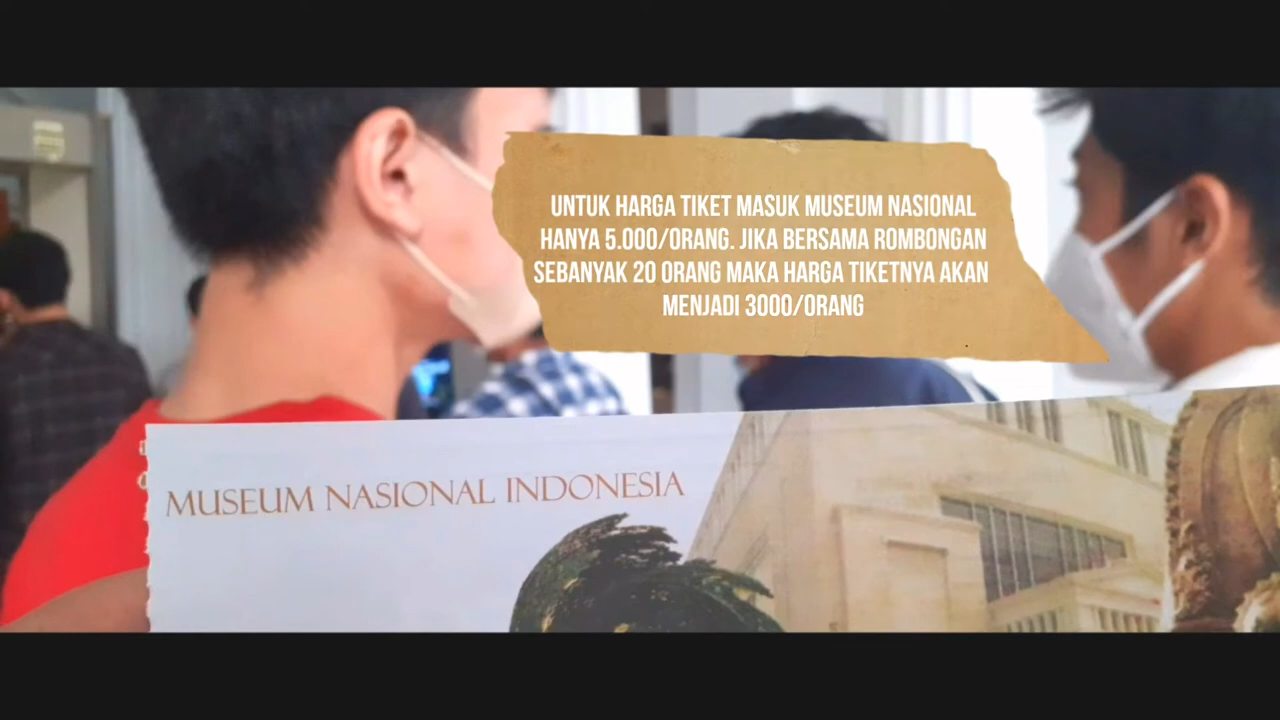 UNTUK HARGA TIKET MASUK MUSEUM NASIONAL
HANYA 5.000/ORANG. JIKA BERSAMA ROMBONGAN
SEBANYAK 20 ORANG MAKA HARGA TIKETNYA AKAN
MENJADI 3000/ORANG
MUSEUM NASIONAL INDONESIA